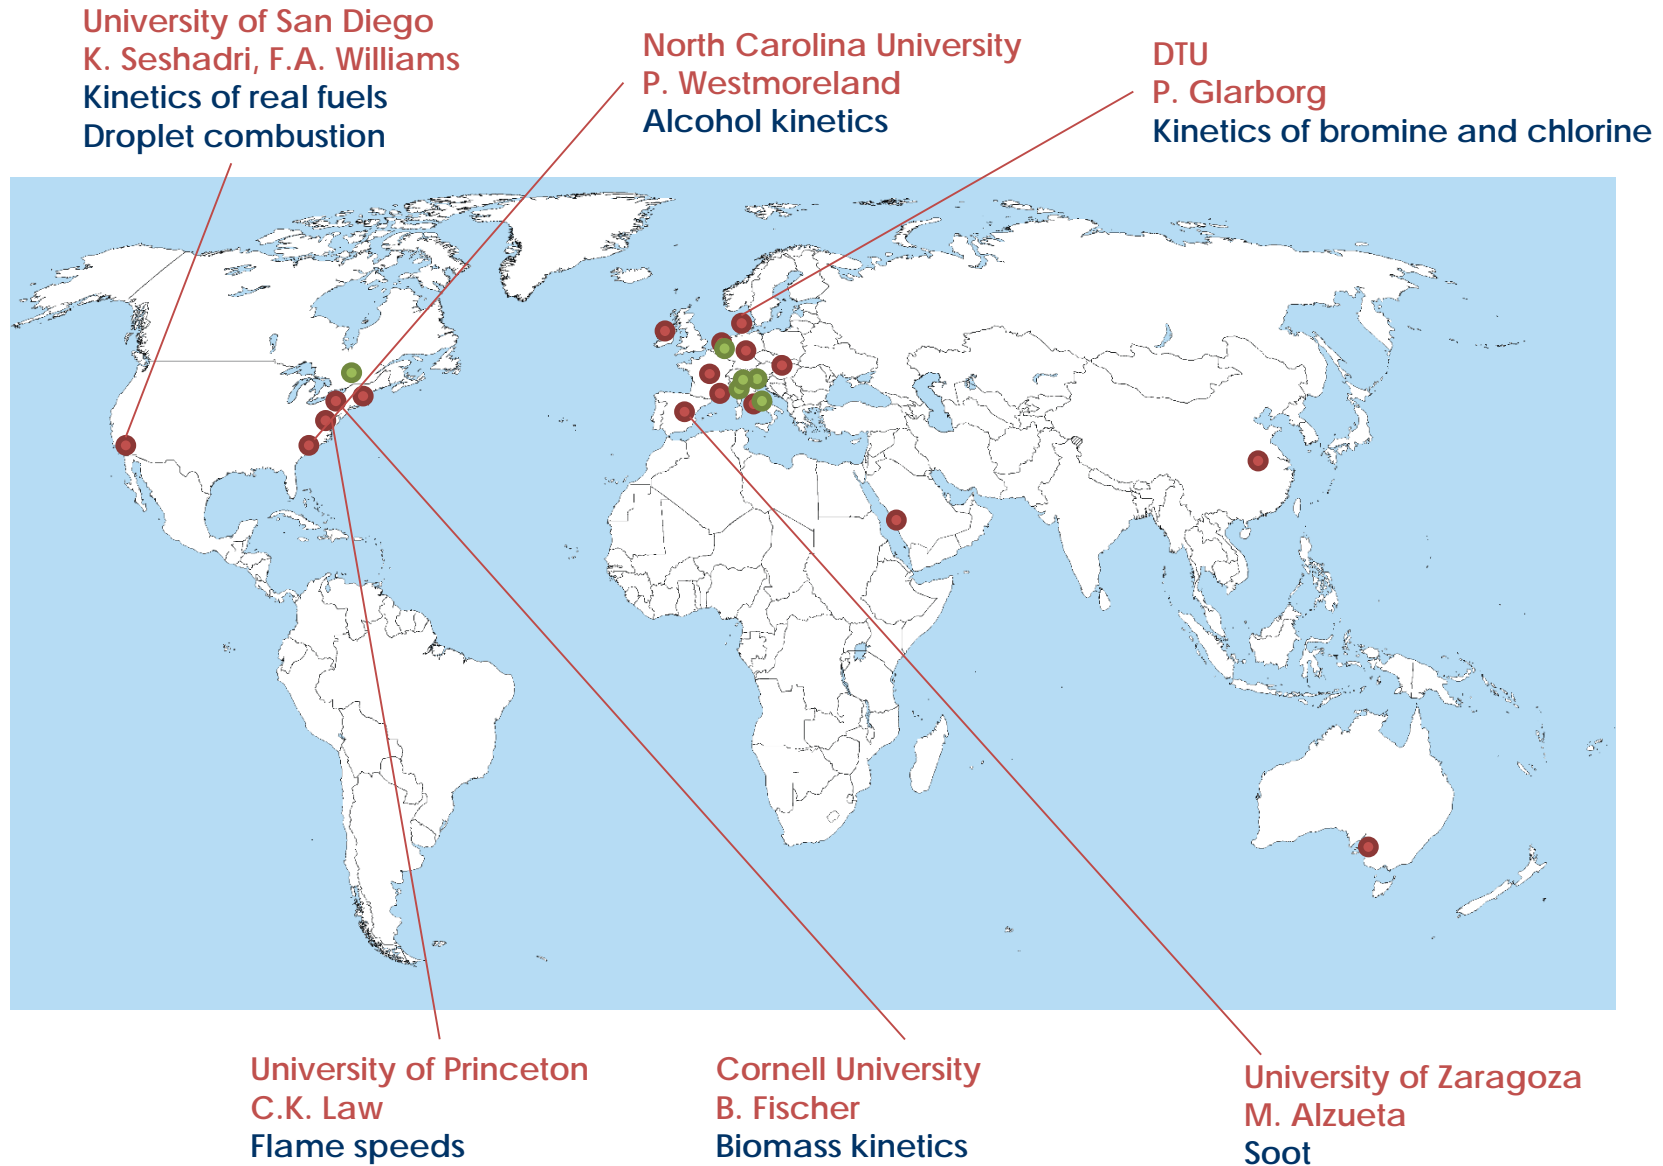 University of San Diego
K. Seshadri, F.A. Williams
Kinetics of real fuels
Droplet combustion
North Carolina University
P. Westmoreland
Alcohol kinetics
DTU
P. Glarborg
Kinetics of bromine and chlorine
University of Princeton
C.K. Law
Flame speeds
Cornell University
B. Fischer
Biomass kinetics
University of Zaragoza
M. Alzueta
Soot